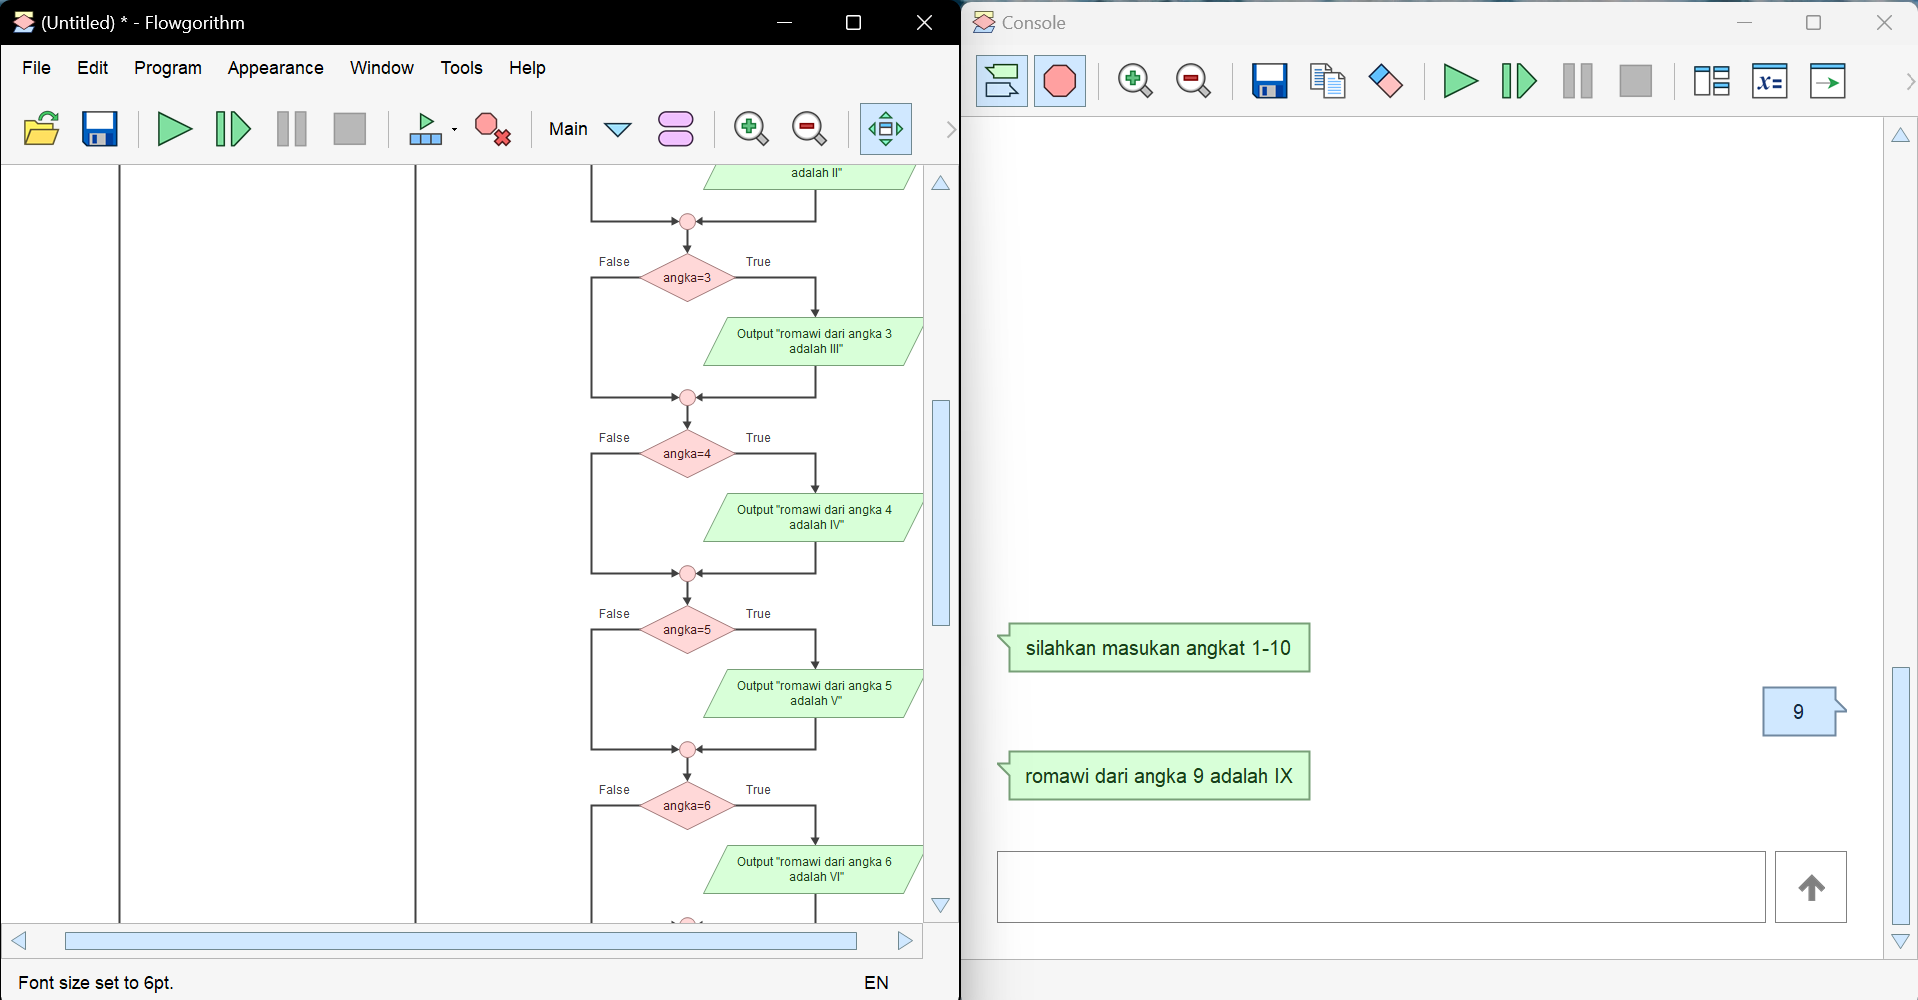 (Untitled) * - Flowgorithm
File Edit Program Appearance Window Tools Help
Main
adalah II"
False True
angka=3
Output "romawi dari angka 3
adalah III"
False True
angka=4
Output "romawi dari angka 4
adalah IV"
False True
angka=5
Output "romawi dari angka 5
adalah V"
False True
angka=6
Output "romawi dari angka 6
adalah VI"
Font size set to 6pt.
EN
Console
x=
silahkan masukan angkat 1-10
9
romawi dari angka 9 adalah IX